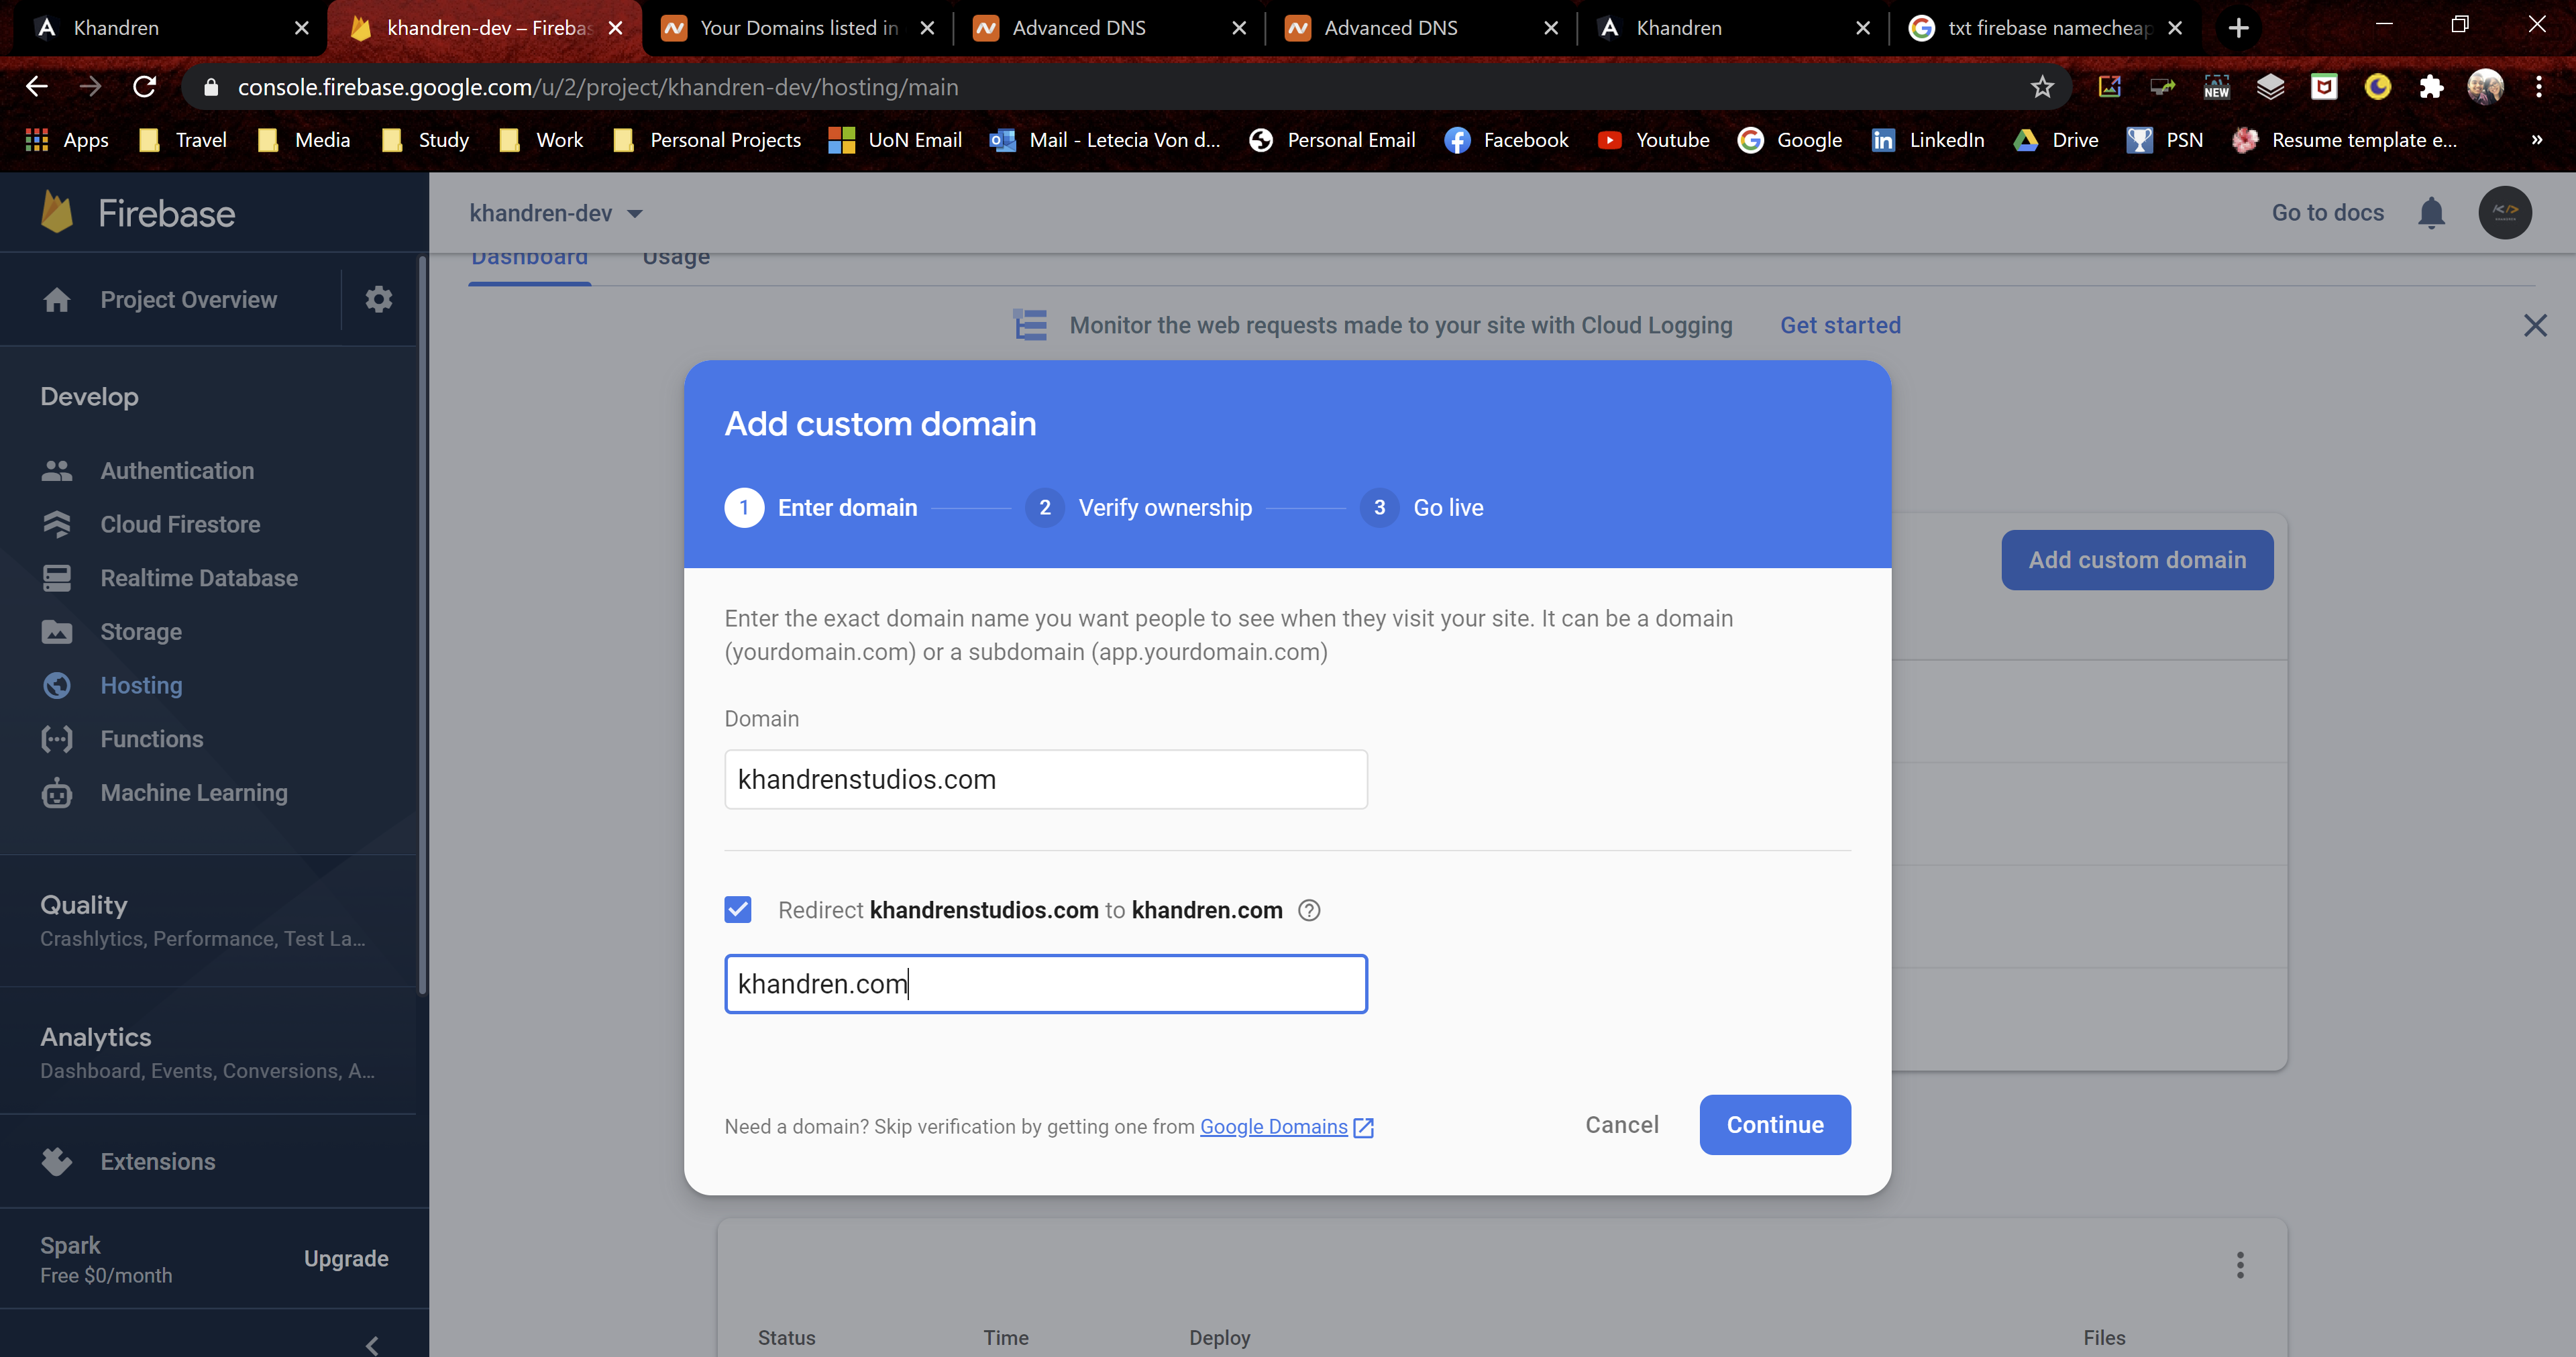 Khandren
khandren-dev – Firebas
Your Domains listed in
Advanced DNS
Advanced DNS
Khandren
txt firebase namecheap
console.firebase.google.com/u/2/project/khandren-dev/hosting/main
NEW
Apps
Travel
Media
Study
Work
Personal Projects
UoN Email
Mail - Letecia Von d...
Personal Email
Facebook
Youtube
Google
LinkedIn
Drive
PSN
Resume template e...
»
Firebase
khandren-dev
Go to docs
Dashboard
Usage
Project Overview
Monitor the web requests made to your site with Cloud Logging
Get started
Develop
Authentication
Cloud Firestore
Realtime Database
Storage
Hosting
Functions
Machine Learning
Quality
Crashlytics, Performance, Test La...
Analytics
Dashboard, Events, Conversions, A...
Extensions
Spark
Free $0/month
Upgrade
Add custom domain
1 Enter domain
2 Verify ownership
3 Go live
Add custom domain
Enter the exact domain name you want people to see when they visit your site. It can be a domain
(yourdomain.com) or a subdomain (app.yourdomain.com)
Domain
khandrenstudios.com
Redirect khandrenstudios.com to khandren.com
khandren.com
Need a domain? Skip verification by getting one from Google Domains
Cancel
Continue
Status
Time
Deploy
Files